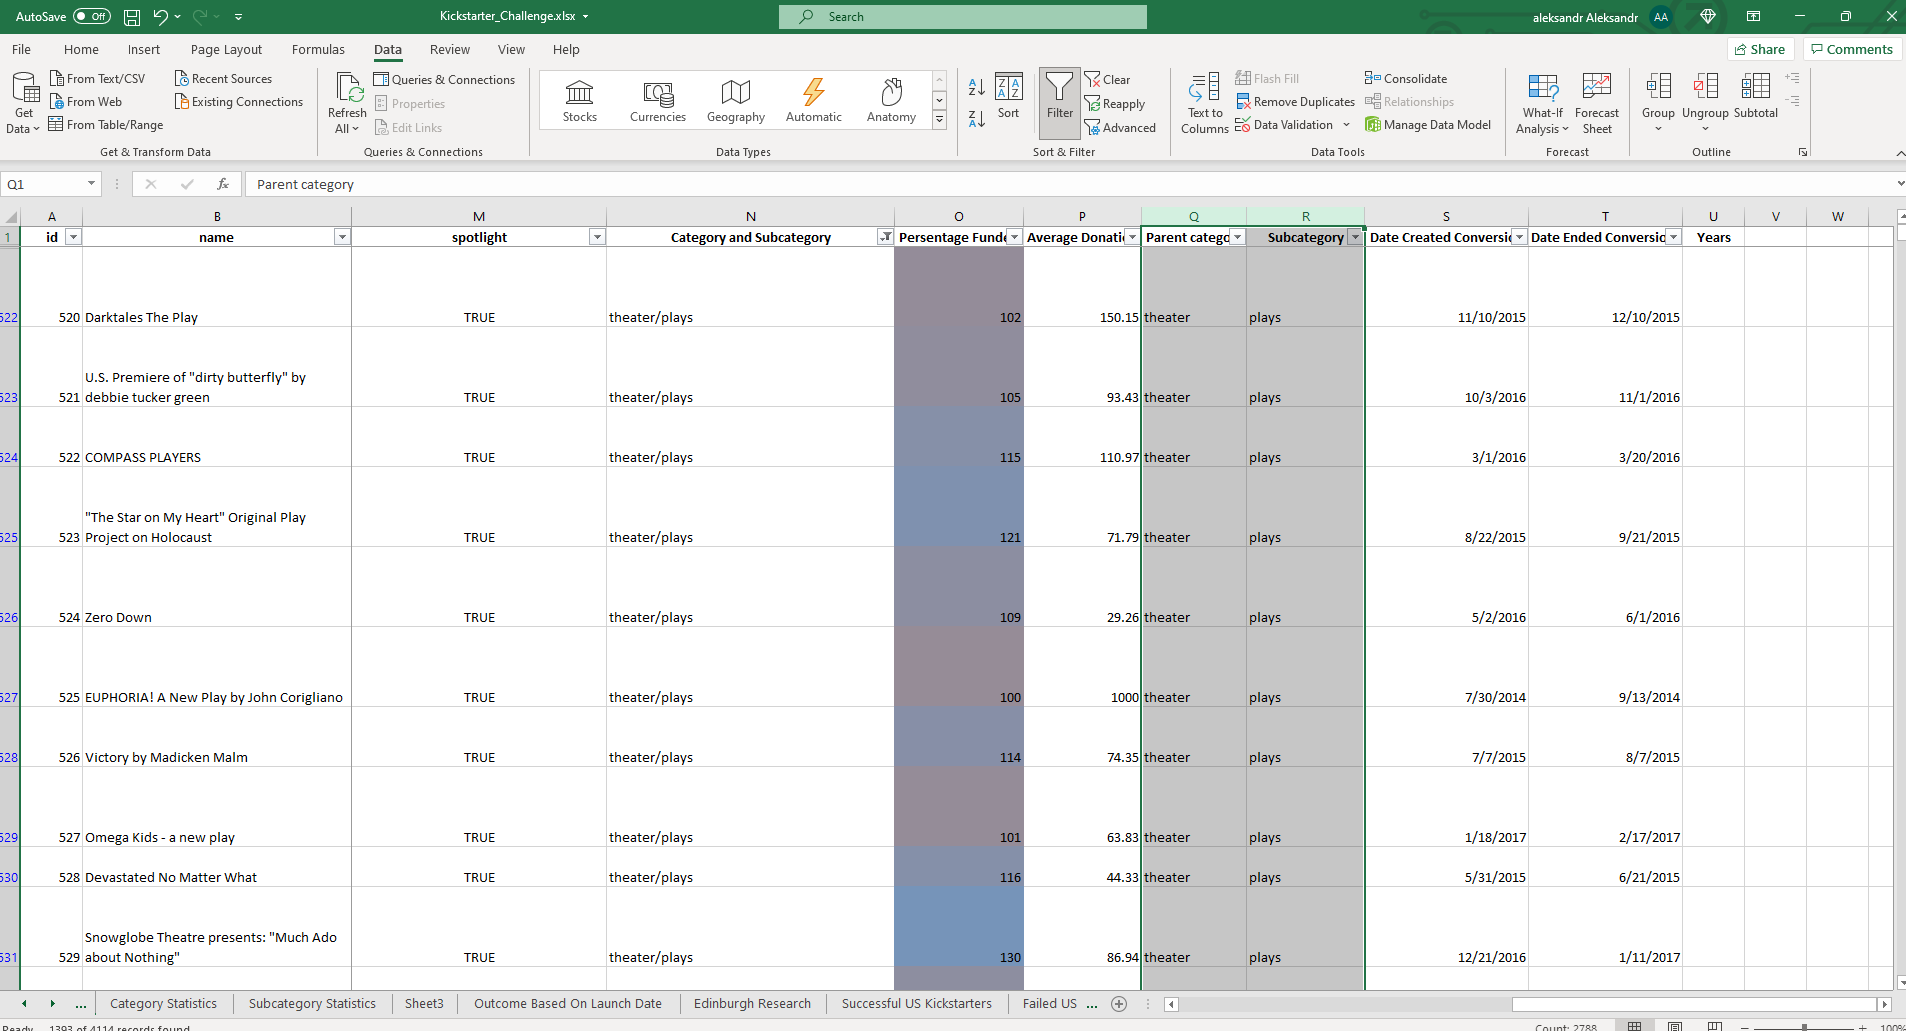 AutoSave Off Kickstarter_Challenge.xlsx Search aleksandr Aleksandr AA
File Home Insert Page Layout Formulas Data Review View Help Share Comments
Get Data
From Text/CSV
From Web
From Table/Range
Recent Sources
Existing Connections
Get & Transform Data
Refresh All
Queries & Connections
Properties
Edit Links
Queries & Connections
Stocks Currencies Geography Automatic Anatomy
Data Types
Sort Filter
Clear
Reapply
Advanced
Sort & Filter
Text to Columns
Flash Fill
Remove Duplicates
Data Validation
Consolidate
Relationships
Manage Data Model
Data Tools
What-If Analysis
Forecast Sheet
Forecast
Group Ungroup Subtotal
Outline
Q1 fx Parent category
A B M N O P Q R S T U V W
1 id name spotlight Category and Subcategory Persentage Funde Average Donati Parent catego Subcategory Date Created Conversi Date Ended Conversio Years
522 520 Darktales The Play TRUE theater/plays 102 150.15 theater plays 11/10/2015 12/10/2015
U.S. Premiere of "dirty butterfly" by
523 521 debbie tucker green TRUE theater/plays 105 93.43 theater plays 10/3/2016 11/1/2016
524 522 COMPASS PLAYERS TRUE theater/plays 115 110.97 theater plays 3/1/2016 3/20/2016
"The Star on My Heart" Original Play
525 523 Project on Holocaust TRUE theater/plays 121 71.79 theater plays 8/22/2015 9/21/2015
526 524 Zero Down TRUE theater/plays 109 29.26 theater plays 5/2/2016 6/1/2016
527 525 EUPHORIA! A New Play by John Corigliano TRUE theater/plays 100 1000 theater plays 7/30/2014 9/13/2014
528 526 Victory by Madicken Malm TRUE theater/plays 114 74.35 theater plays 7/7/2015 8/7/2015
529 527 Omega Kids - a new play TRUE theater/plays 101 63.83 theater plays 1/18/2017 2/17/2017
530 528 Devastated No Matter What TRUE theater/plays 116 44.33 theater plays 5/31/2015 6/21/2015
Snowglobe Theatre presents: "Much Ado
531 529 about Nothing" TRUE theater/plays 130 86.94 theater plays 12/21/2016 1/11/2017
... Category Statistics Subcategory Statistics Sheet3 Outcome Based On Launch Date Edinburgh Research Successful US Kickstarters Failed US ...
Ready 1393 of 4114 records found Count: 2788 100%